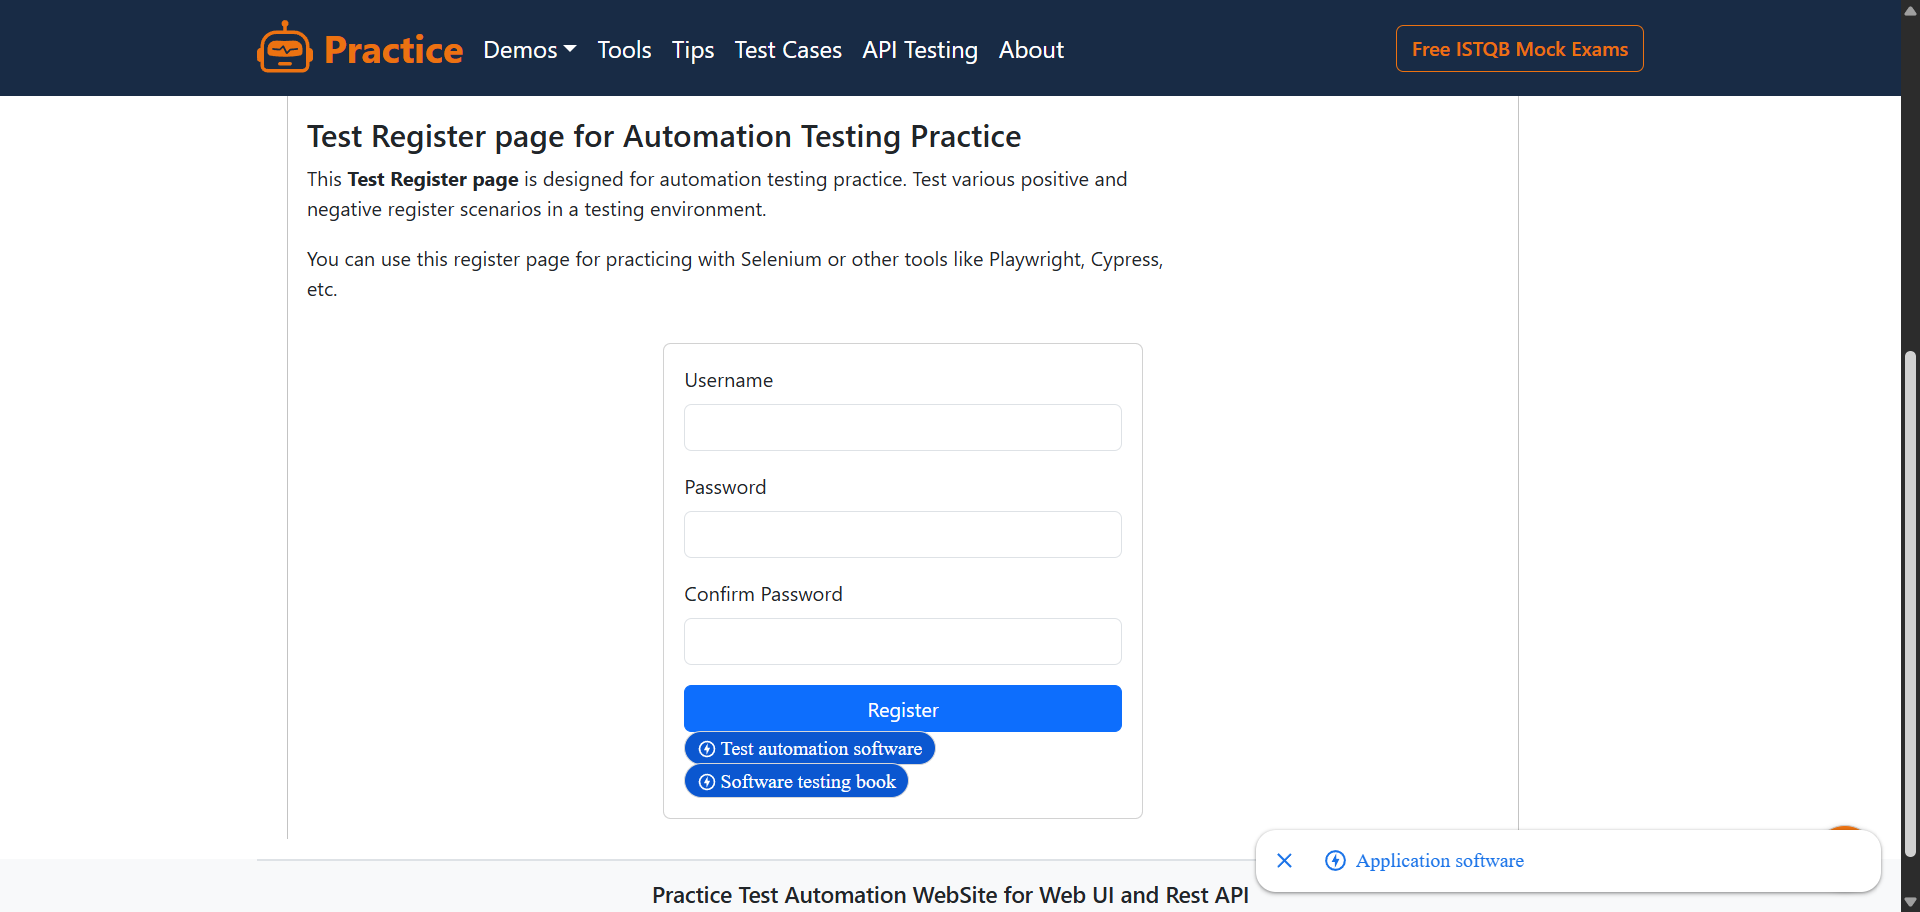 Practice Demos Tools Tips Test Cases API Testing About Free ISTQB Mock Exams
Test Register page for Automation Testing Practice
This Test Register page is designed for automation testing practice. Test various positive and
negative register scenarios in a testing environment.
You can use this register page for practicing with Selenium or other tools like Playwright, Cypress,
etc.
Username
Password
Confirm Password
Register
Test automation software
Software testing book
Application software
Practice Test Automation WebSite for Web UI and Rest API